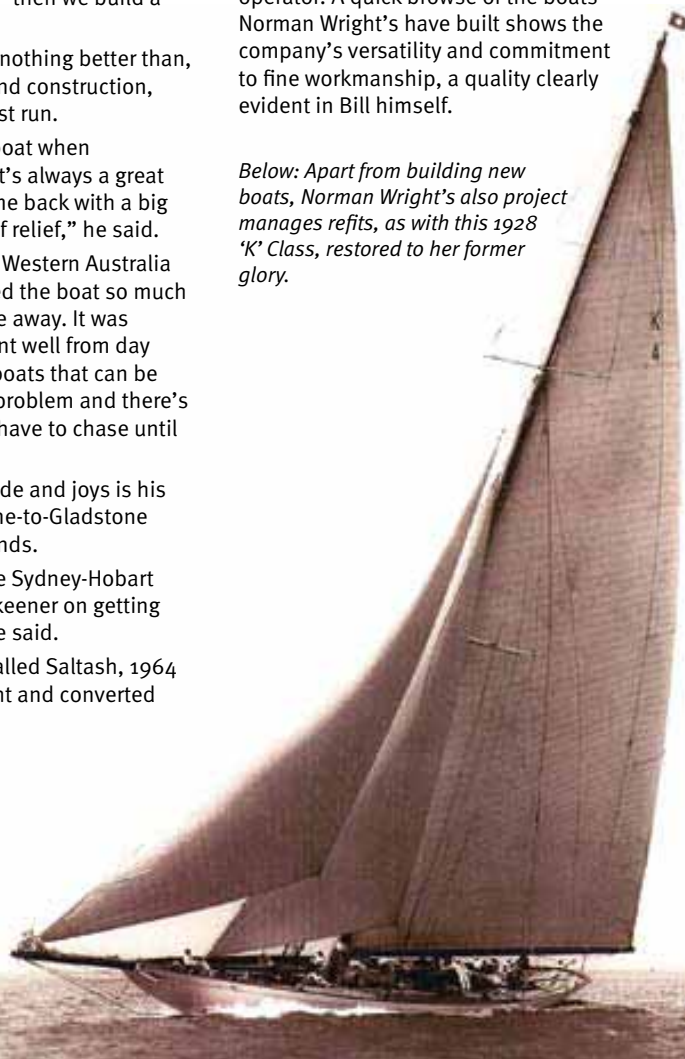 then we build a
nothing better than,
nd construction,
st run.
oat when
t's always a great
ne back with a big
f relief,” he said.
Western Australia
ed the boat so much
e away. It was
nt well from day
boats that can be
problem and there's
have to chase until
de and joys is his
ne-to-Gladstone
nds.
e Sydney-Hobart
keener on getting
e said.
alled Saltash, 1964
nt and converted
operator. A quick browse of the boats
Norman Wright's have built shows the
company's versatility and commitment
to fine workmanship, a quality clearly
evident in Bill himself.
Below: Apart from building new
boats, Norman Wright's also project
manages refits, as with this 1928
‘K’ Class, restored to her former
glory.
K
4